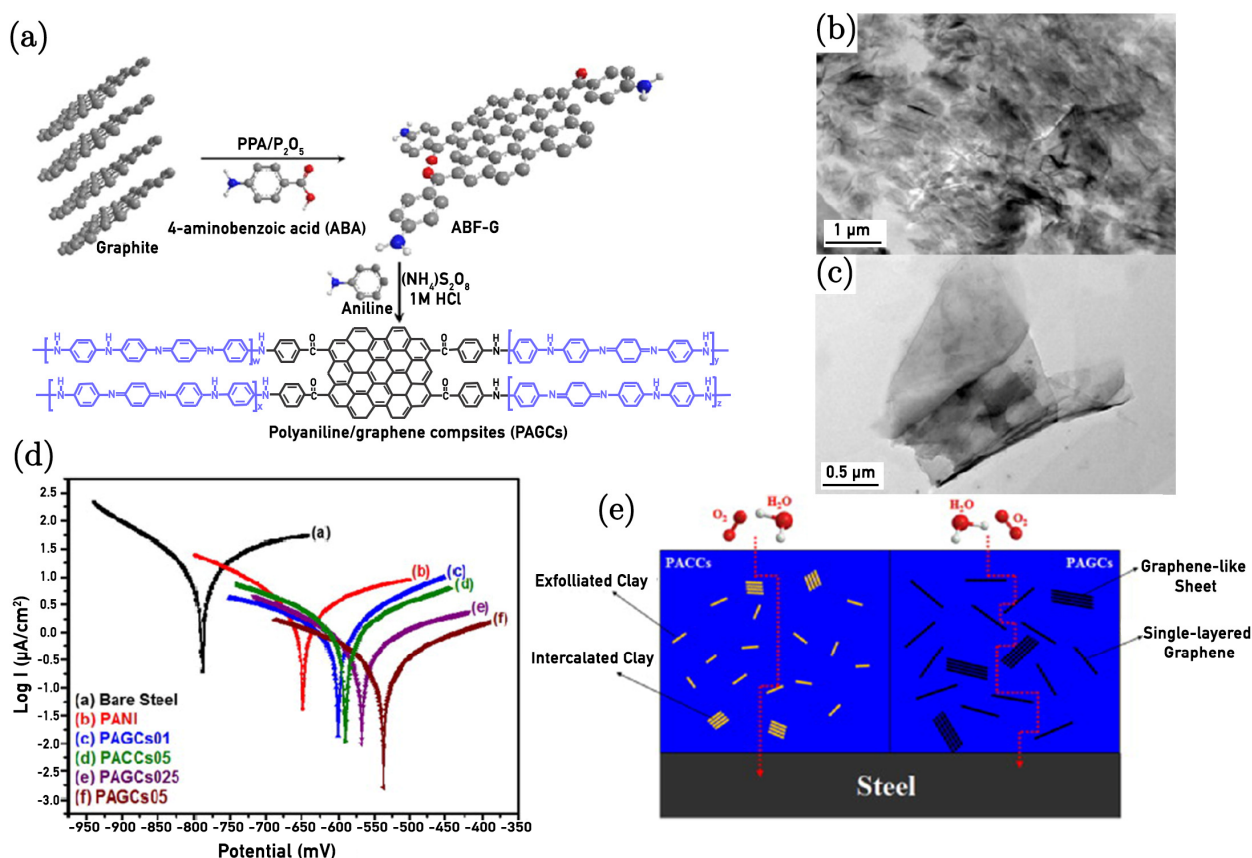 (a)
PPA/P₂O₅
4-aminobenzoic acid (ABA)
Graphite
ABF-G
Aniline
(NH₄)S₂O₈
1M HCl
H
N
H
N
N
N
w
H
N
C
O
C
O
H
N
H
N
N
N
H
N
y
H
N
N
N
H
N
x
H
N
C
O
C
O
H
N
N
N
H
N
H
N
z
Polyaniline/graphene compsites (PAGCs)
(b)
1 µm
(c)
0.5 µm
(d)
Log I (µA/cm²)
2.5
2.0
1.5
1.0
0.5
0.0
-0.5
-1.0
-1.5
-2.0
-2.5
-3.0
(a)
(b)
(c)
(d)
(e)
(f)
(a) Bare Steel
(b) PANI
(c) PAGCs01
(d) PACCs05
(e) PAGCs025
(f) PAGCs05
-950 -900 -850 -800 -750 -700 -650 -600 -550 -500 -450 -400 -350
Potential (mV)
(e)
O₂
H₂O
H₂O
O₂
PACCs
PAGCs
Exfoliated Clay
Intercalated Clay
Graphene-like
Sheet
Single-layered
Graphene
Steel